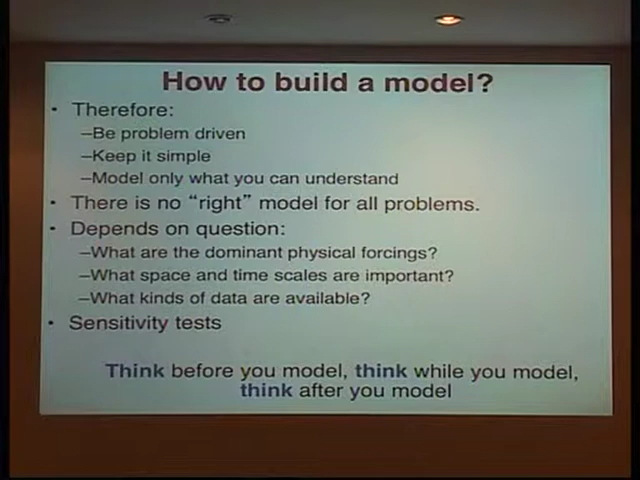 How to build a model?
• Therefore:
–Be problem driven
–Keep it simple
–Model only what you can understand
• There is no “right” model for all problems.
• Depends on question:
–What are the dominant physical forcings?
–What space and time scales are important?
–What kinds of data are available?
• Sensitivity tests
Think before you model, think while you model,
think after you model